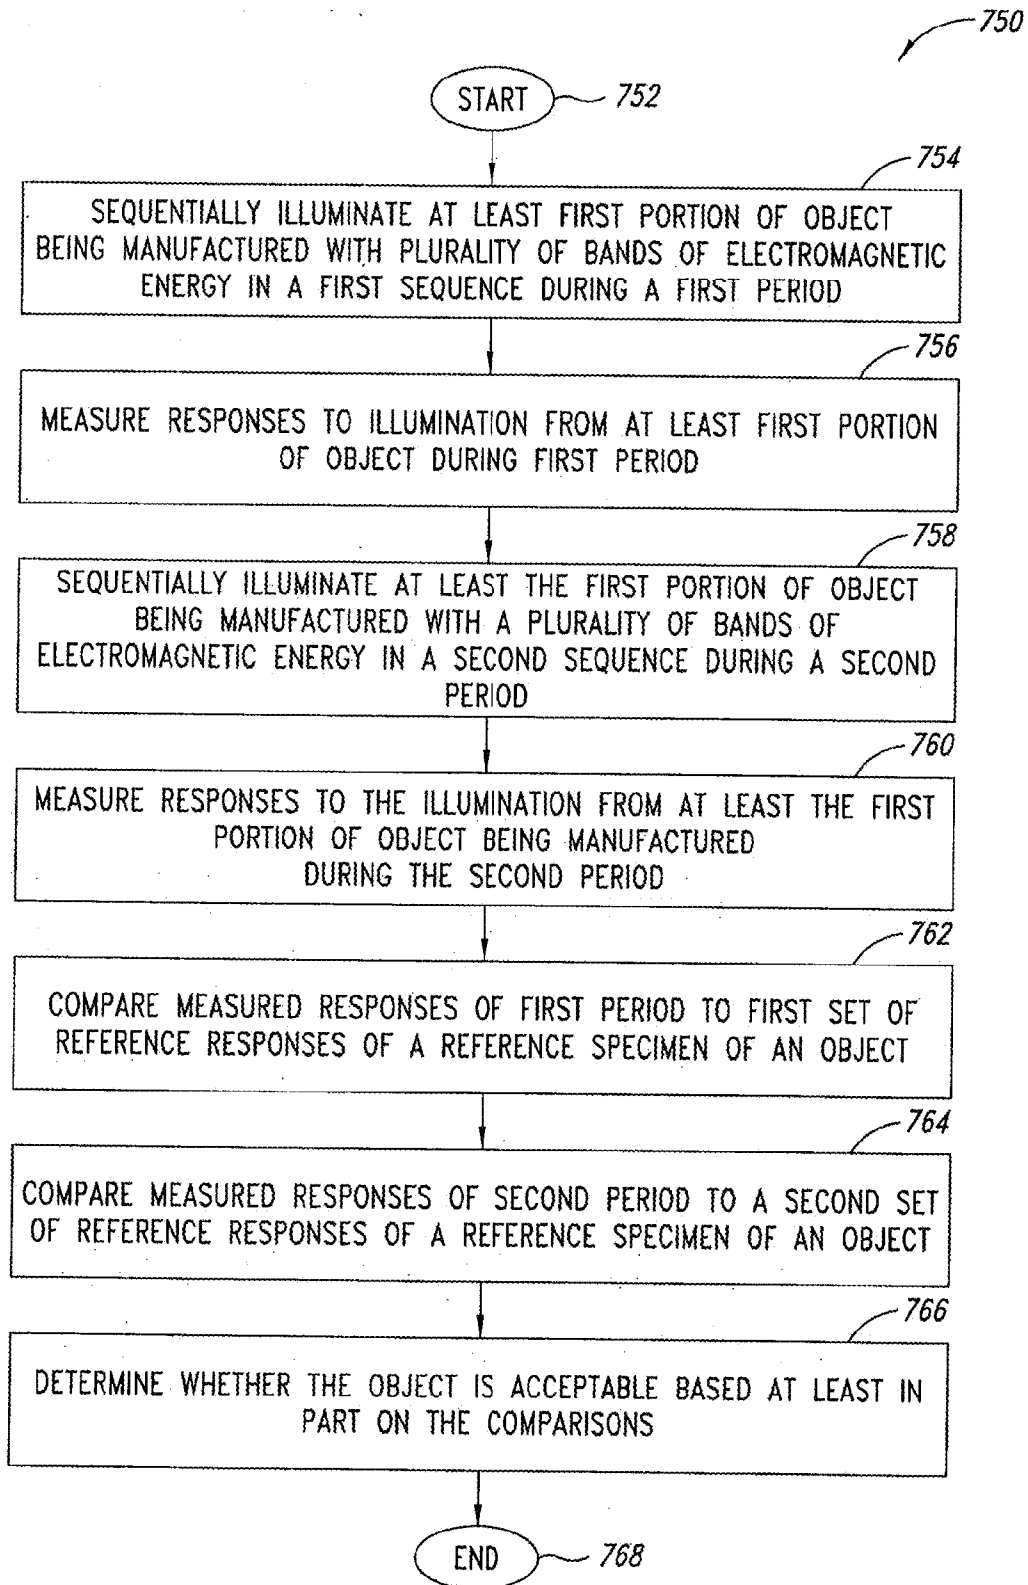 750
START 752
754
SEQUENTIALLY ILLUMINATE AT LEAST FIRST PORTION OF OBJECT
BEING MANUFACTURED WITH PLURALITY OF BANDS OF ELECTROMAGNETIC
ENERGY IN A FIRST SEQUENCE DURING A FIRST PERIOD
756
MEASURE RESPONSES TO ILLUMINATION FROM AT LEAST FIRST PORTION
OF OBJECT DURING FIRST PERIOD
758
SEQUENTIALLY ILLUMINATE AT LEAST THE FIRST PORTION OF OBJECT
BEING MANUFACTURED WITH A PLURALITY OF BANDS OF
ELECTROMAGNETIC ENERGY IN A SECOND SEQUENCE DURING A SECOND
PERIOD
760
MEASURE RESPONSES TO THE ILLUMINATION FROM AT LEAST THE FIRST
PORTION OF OBJECT BEING MANUFACTURED
DURING THE SECOND PERIOD
762
COMPARE MEASURED RESPONSES OF FIRST PERIOD TO FIRST SET OF
REFERENCE RESPONSES OF A REFERENCE SPECIMEN OF AN OBJECT
764
COMPARE MEASURED RESPONSES OF SECOND PERIOD TO A SECOND SET
OF REFERENCE RESPONSES OF A REFERENCE SPECIMEN OF AN OBJECT
766
DETERMINE WHETHER THE OBJECT IS ACCEPTABLE BASED AT LEAST IN
PART ON THE COMPARISONS
END 768